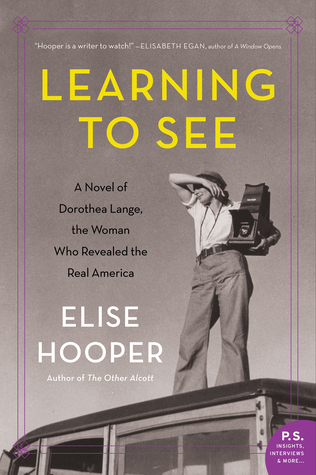 "Hooper is a writer to watch!" —ELISABETH EGAN, author of A Window Opens
LEARNING
TO SEE
A Novel of
Dorothea Lange,
the Woman
Who Revealed the
Real America
ELISE
HOOPER
Author of The Other Alcott
P.S.
INSIGHTS,
INTERVIEWS
& MORE...